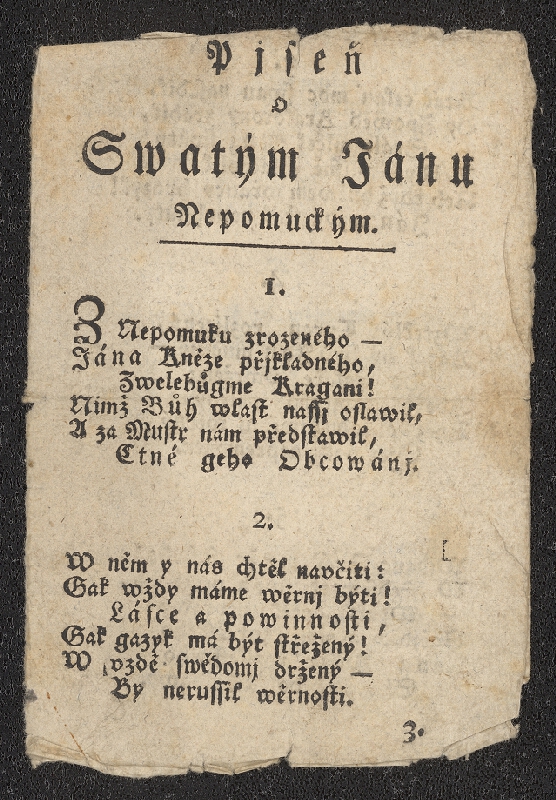 Pjseň
o
Swatým Jánu
Nepomuckým.
1.
Z Nepomuku zrozeného —
Jána Kněze přjkladného,
Zwelebůgme Kragani!
Nimž Bůh wlast nassj oslawil,
A za Mustr nám předstawil,
Ctné geho Obcowánj.
2.
W něm y nás chtěl navčiti:
Gak wždy máme wěrnj býti!
Lásce a powinnosti,
Gak gazyk má být střežený!
W vzdě swědomj držený —
By nerussil wěrnosti.
3.